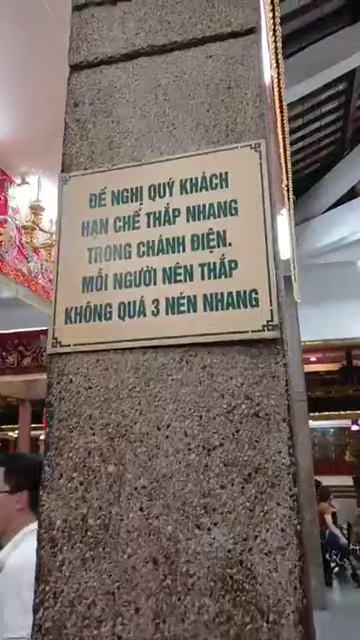 ĐỀ NGHỊ QUÝ KHÁCH
HẠN CHẾ THẮP NHANG
TRONG CHÁNH ĐIỆN.
MỖI NGƯỜI NÊN THẮP
KHÔNG QUÁ 3 NÉN NHANG